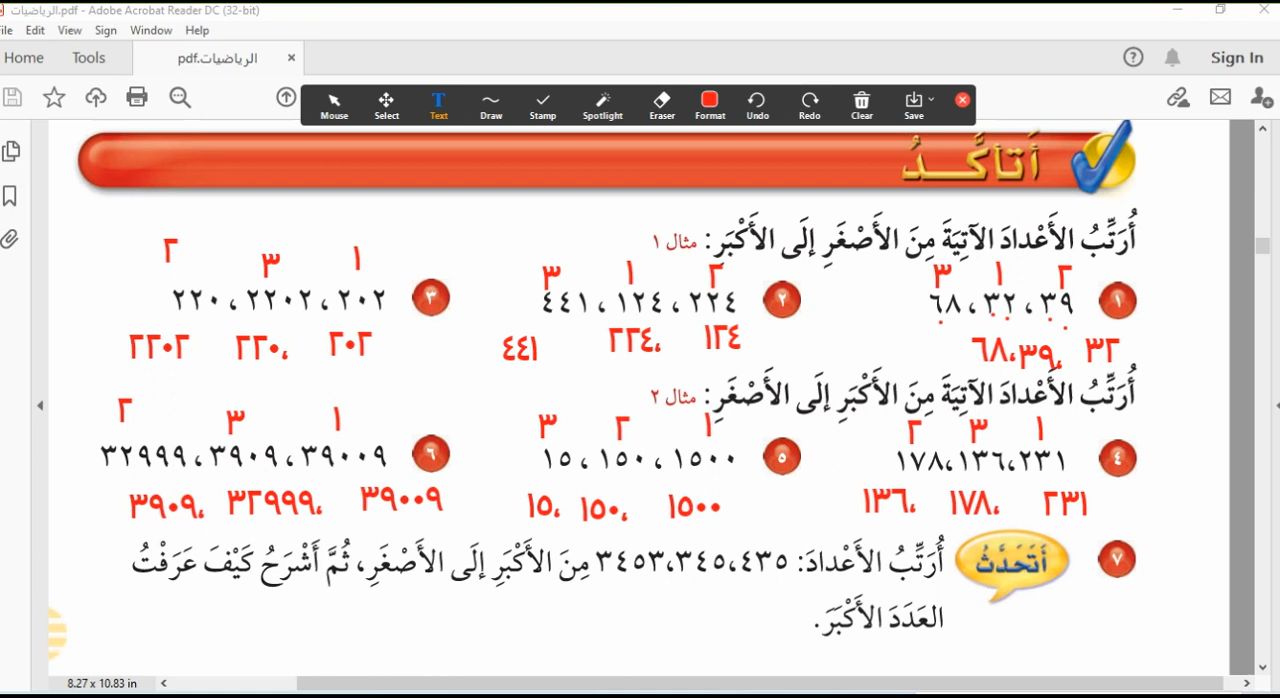 الرياضيات.pdf - Adobe Acrobat Reader DC (32-bit)
ile Edit View Sign Window Help
Home Tools الرياضيات.pdf × Sign In
Mouse Select Text Draw Stamp Spotlight Eraser Format Undo Redo Clear Save
أَتَأَكَّدُ
أُرَتِّبُ الأَعْدادَ الآتِيَةَ مِنَ الأَصْغَرِ إلَى الأَكْبَرِ: مثال ١
٢ ١ ٣ ٢ ١ ٣ ١ ٣ ٢
١ ٣٩ ، ٣٢ ، ٦٨ ٢ ٢٢٤ ، ١٢٤ ، ٤٤١ ٣ ٢٠٢ ، ٢٢٠٢ ، ٢٢٠
٣٢ ،٣٩ ،٦٨ ١٢٤ ،٢٢٤ ٤٤١ ٢٠٢ ،٢٢٠ ٢٢٠٢
أُرَتِّبُ الأَعْدادَ الآتِيَةَ مِنَ الأَكْبَرِ إلَى الأَصْغَرِ: مثال ٢
١ ٣ ٢ ١ ٢ ٣ ١ ٣ ٢
٤ ٢٣١ ،١٣٦ ،١٧٨ ٥ ١٥٠٠ ، ١٥٠ ، ١٥ ٦ ٣٩٠٠٩ ، ٣٩٠٩ ، ٣٢٩٩٩
٢٣١ ،١٧٨ ،١٣٦ ١٥٠٠ ،١٥٠ ،١٥ ٣٩٠٠٩ ،٣٢٩٩٩ ،٣٩٠٩
٧ أَتَحَدَّثُ أُرَتِّبُ الأَعْدادَ: ٤٣٥ ،٣٤٥ ،٣٤٥٣ مِنَ الأَكْبَرِ إلَى الأَصْغَرِ، ثُمَّ أَشْرَحُ كَيْفَ عَرَفْتُ
العَدَدَ الأَكْبَرَ.
8.27 x 10.83 in